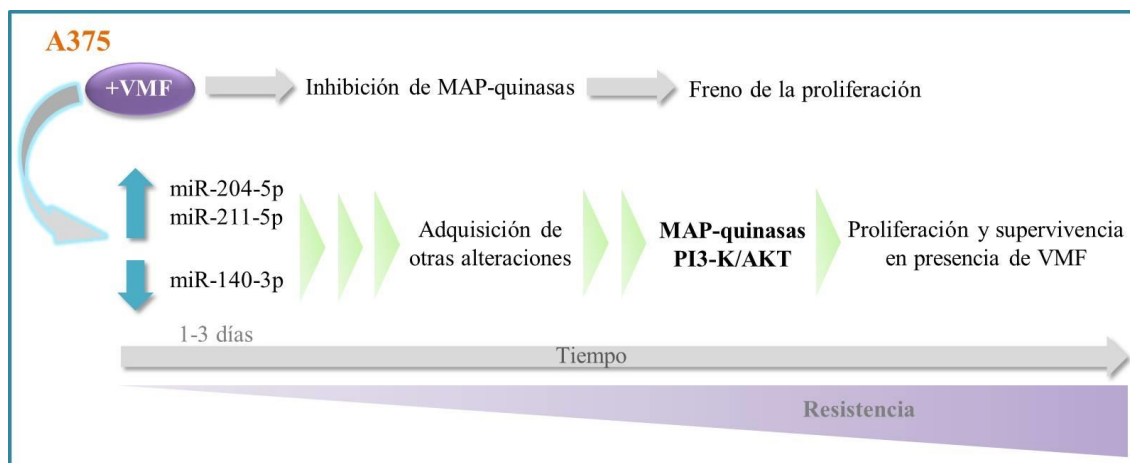 A375
+VMF
Inhibición de MAP-quinasas
Freno de la proliferación
miR-204-5p
miR-211-5p
miR-140-3p
Adquisición de
otras alteraciones
MAP-quinasas
PI3-K/AKT
Proliferación y supervivencia
en presencia de VMF
1-3 días
Tiempo
Resistencia